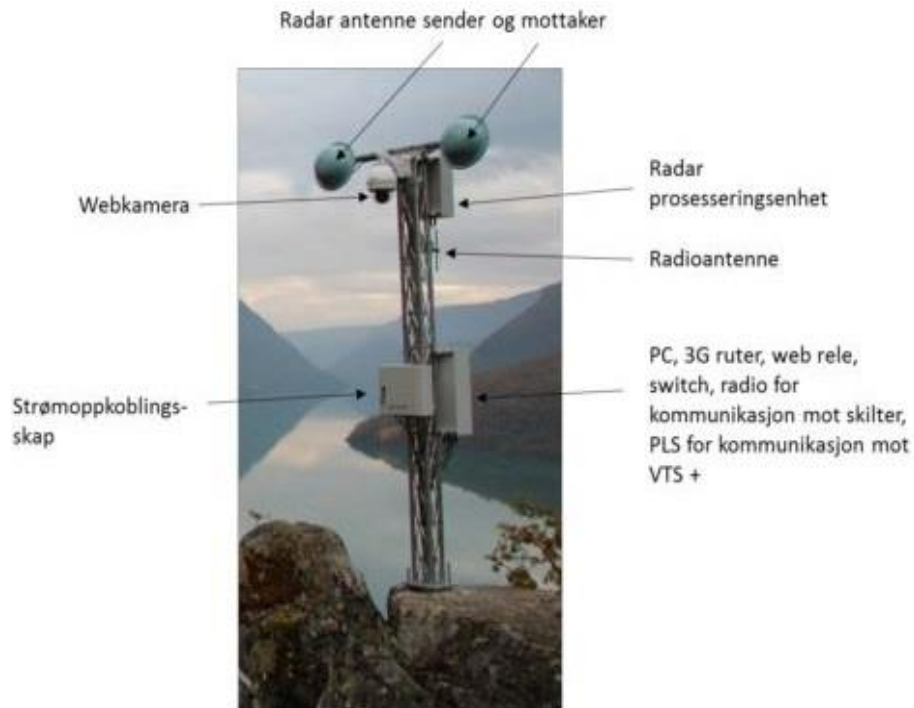 Radar antenne sender og mottaker
Webkamera
Radar
prosesseringsenhet
Radioantenne
PC, 3G ruter, web rele,
switch, radio for
kommunikasjon mot skilter,
PLS for kommunikasjon mot
VTS +
Strømoppkoblings-
skap